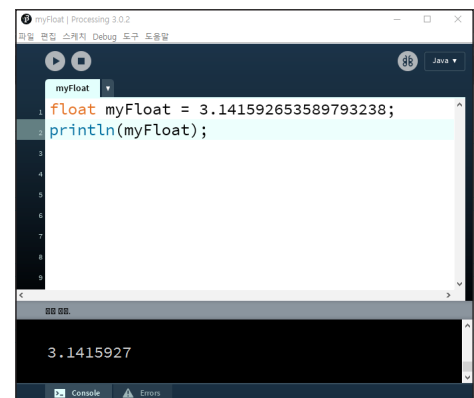 myFloat | Processing 3.0.2
파일 편집 스케치 Debug 도구 도움말
Java ▼
myFloat ▼
1 float myFloat = 3.141592653589793238;
2 println(myFloat);
3
4
5
6
7
8
9
3.1415927
Console Errors